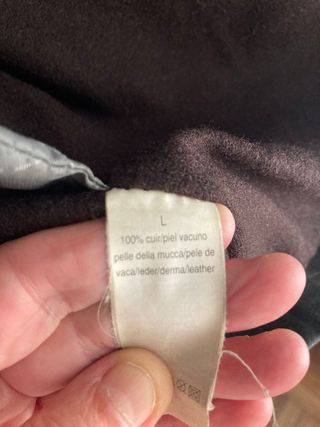 L
100% cuir/piel vacuno
pelle della mucca/pele de
vaca/leder/derma/leather